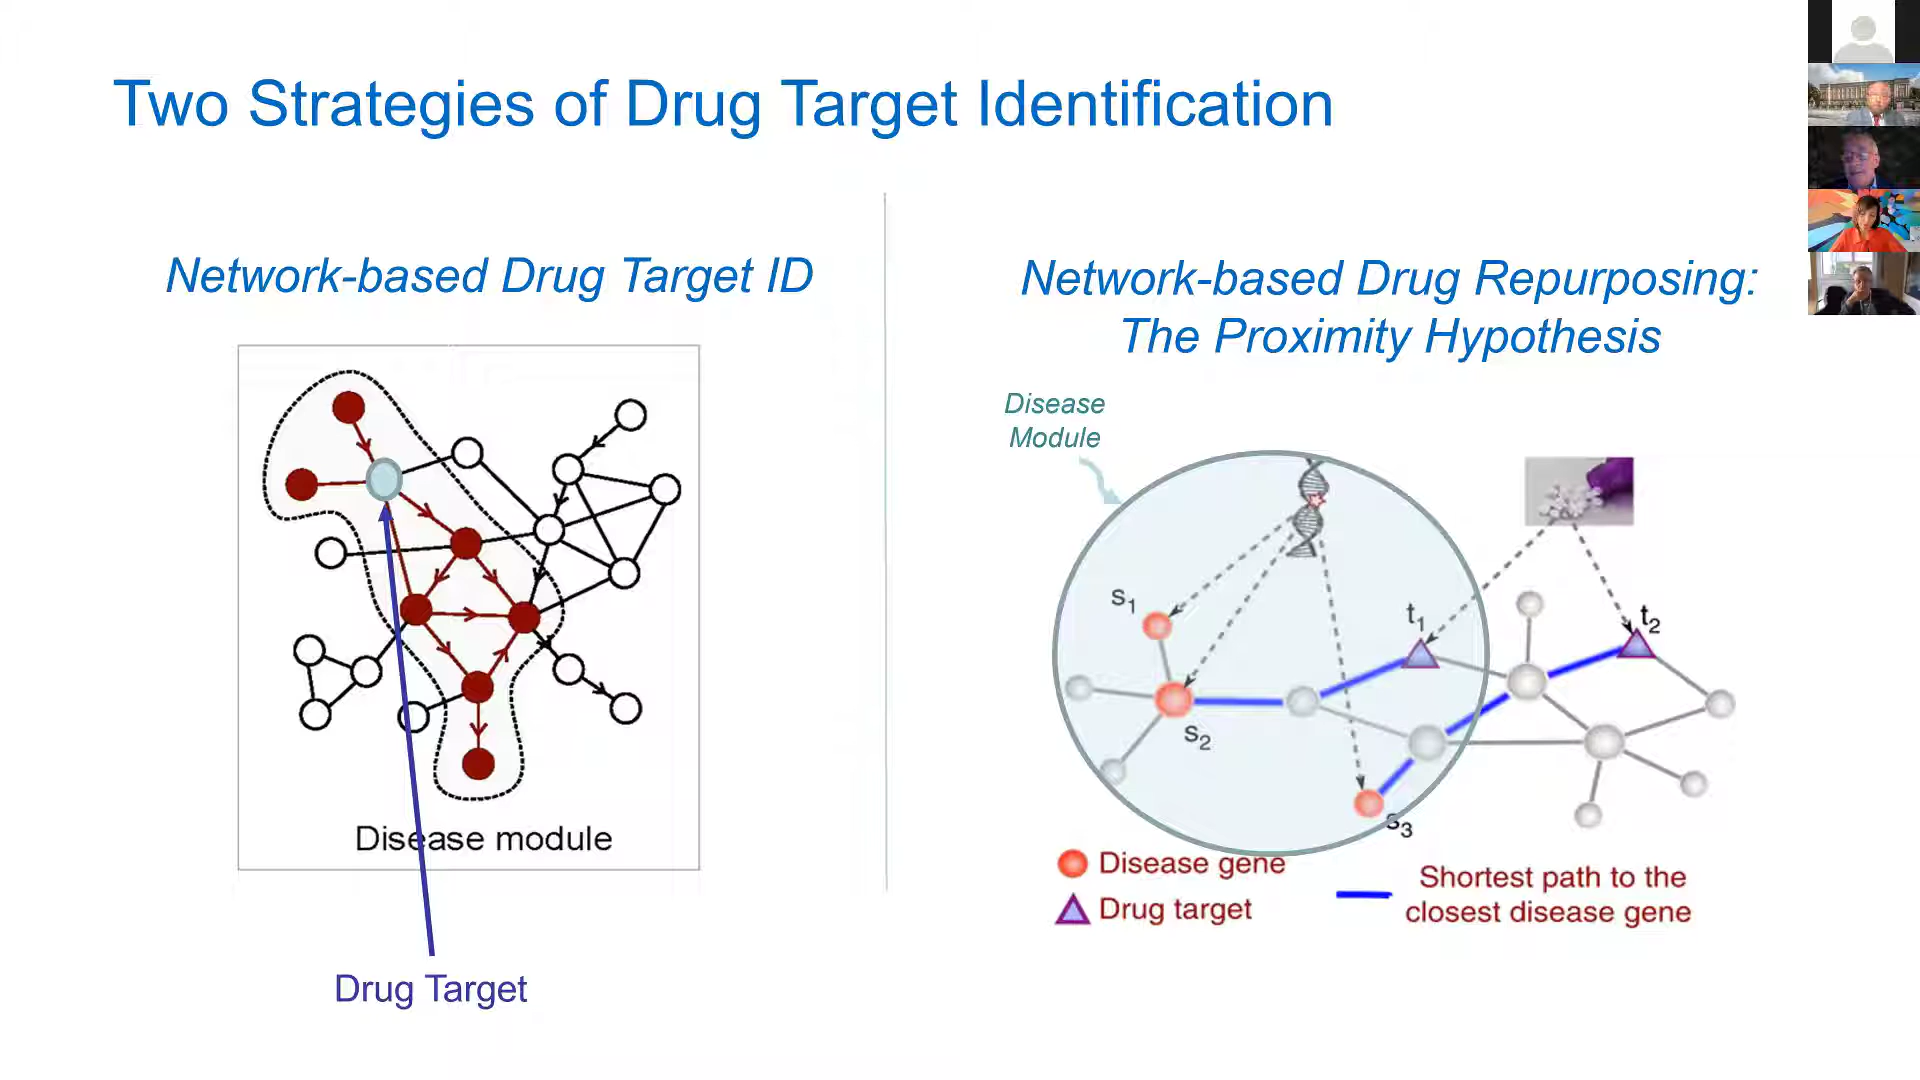 Two Strategies of Drug Target Identification
Network-based Drug Target ID
Disease module
Drug Target
Network-based Drug Repurposing:
The Proximity Hypothesis
Disease
Module
s1
s2
s3
t1
t2
Disease gene
Drug target
Shortest path to the
closest disease gene